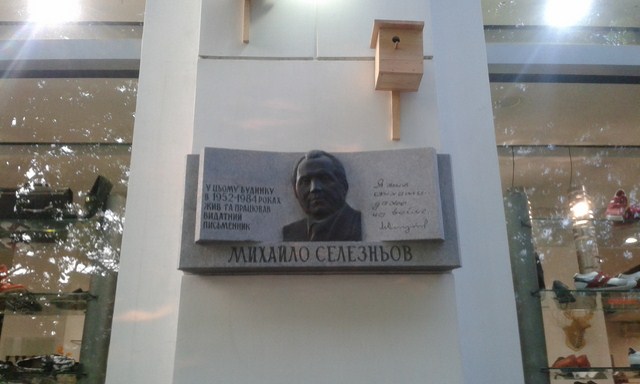 У ЦЬОМУ БУДИНКУ
В 1952-1984 РОКАХ
ЖИВ ТА ПРАЦЮВАВ
ВИДАТНИЙ
ПИСЬМЕННИК
МИХАЙЛО СЕЛЕЗНЬОВ